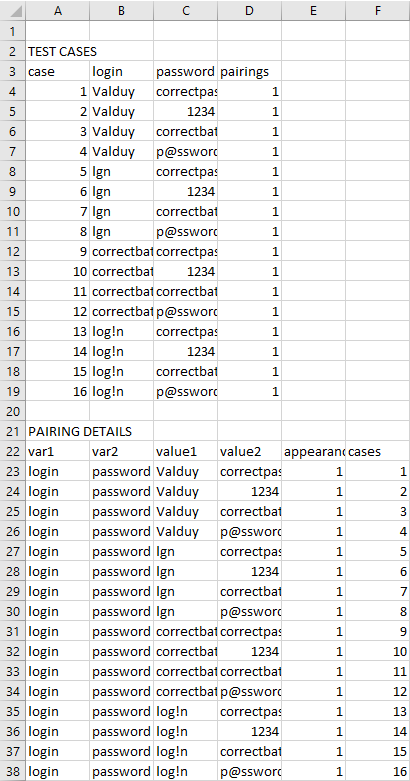 A B C D E F
1
2 TEST CASES
3 case login password pairings
4 1 Valduy correctpas 1
5 2 Valduy 1234 1
6 3 Valduy correctbat 1
7 4 Valduy p@ssword 1
8 5 lgn correctpas 1
9 6 lgn 1234 1
10 7 lgn correctbat 1
11 8 lgn p@ssword 1
12 9 correctbat correctpas 1
13 10 correctbat 1234 1
14 11 correctbat correctbat 1
15 12 correctbat p@ssword 1
16 13 log!n correctpas 1
17 14 log!n 1234 1
18 15 log!n correctbat 1
19 16 log!n p@ssword 1
20
21 PAIRING DETAILS
22 var1 var2 value1 value2 appearanc cases
23 login password Valduy correctpas 1 1
24 login password Valduy 1234 1 2
25 login password Valduy correctbat 1 3
26 login password Valduy p@ssword 1 4
27 login password lgn correctpas 1 5
28 login password lgn 1234 1 6
29 login password lgn correctbat 1 7
30 login password lgn p@ssword 1 8
31 login password correctbat correctpas 1 9
32 login password correctbat 1234 1 10
33 login password correctbat correctbat 1 11
34 login password correctbat p@ssword 1 12
35 login password log!n correctpas 1 13
36 login password log!n 1234 1 14
37 login password log!n correctbat 1 15
38 login password log!n p@ssword 1 16